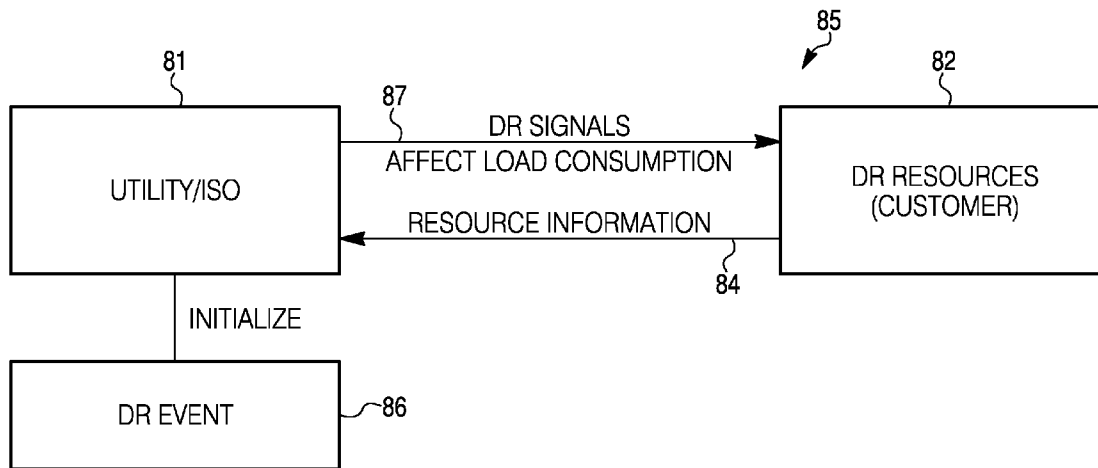 85
81
82
87
DR SIGNALS
AFFECT LOAD CONSUMPTION
UTILITY/ISO
DR RESOURCES
(CUSTOMER)
RESOURCE INFORMATION
84
INITIALIZE
DR EVENT
86